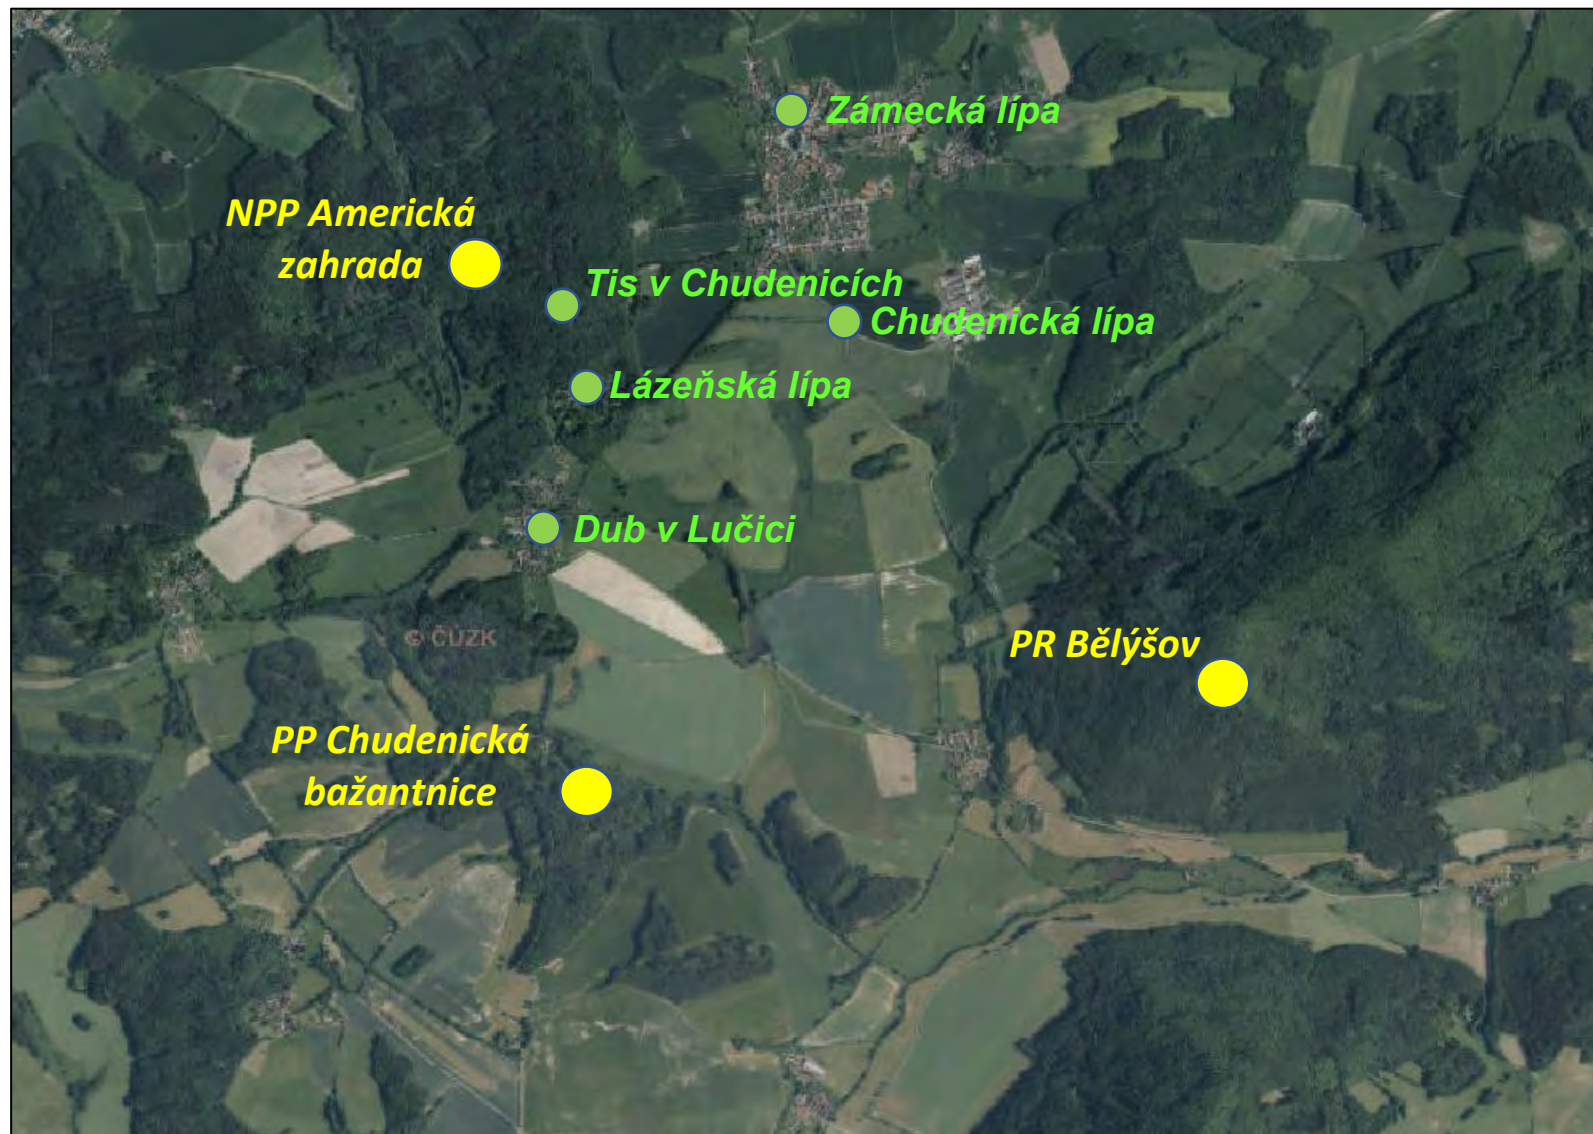 Zámecká lípa
NPP Americká
zahrada
Tis v Chudenicích
Chudenická lípa
Lázeňská lípa
Dub v Lučici
© ČÚZK
PR Bělýšov
PP Chudenická
bažantnice